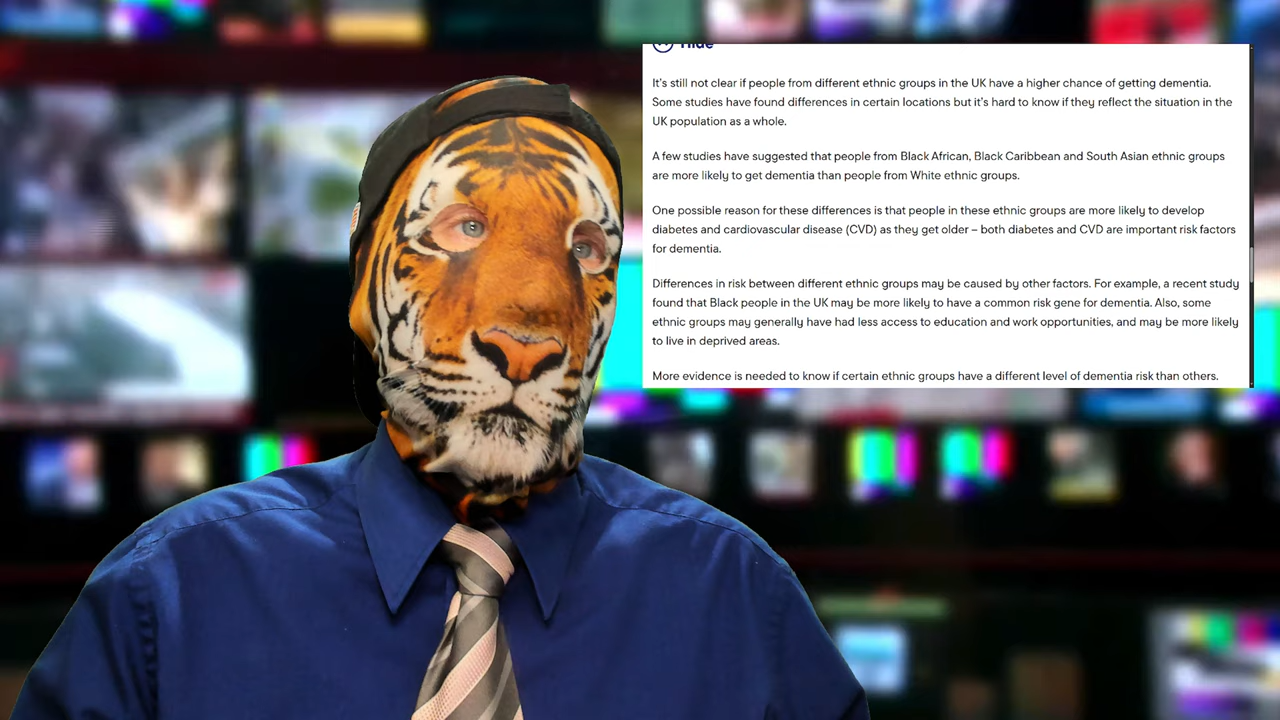 Hide
It's still not clear if people from different ethnic groups in the UK have a higher chance of getting dementia.
Some studies have found differences in certain locations but it's hard to know if they reflect the situation in the
UK population as a whole.
A few studies have suggested that people from Black African, Black Caribbean and South Asian ethnic groups
are more likely to get dementia than people from White ethnic groups.
One possible reason for these differences is that people in these ethnic groups are more likely to develop
diabetes and cardiovascular disease (CVD) as they get older – both diabetes and CVD are important risk factors
for dementia.
Differences in risk between different ethnic groups may be caused by other factors. For example, a recent study
found that Black people in the UK may be more likely to have a common risk gene for dementia. Also, some
ethnic groups may generally have had less access to education and work opportunities, and may be more likely
to live in deprived areas.
More evidence is needed to know if certain ethnic groups have a different level of dementia risk than others.